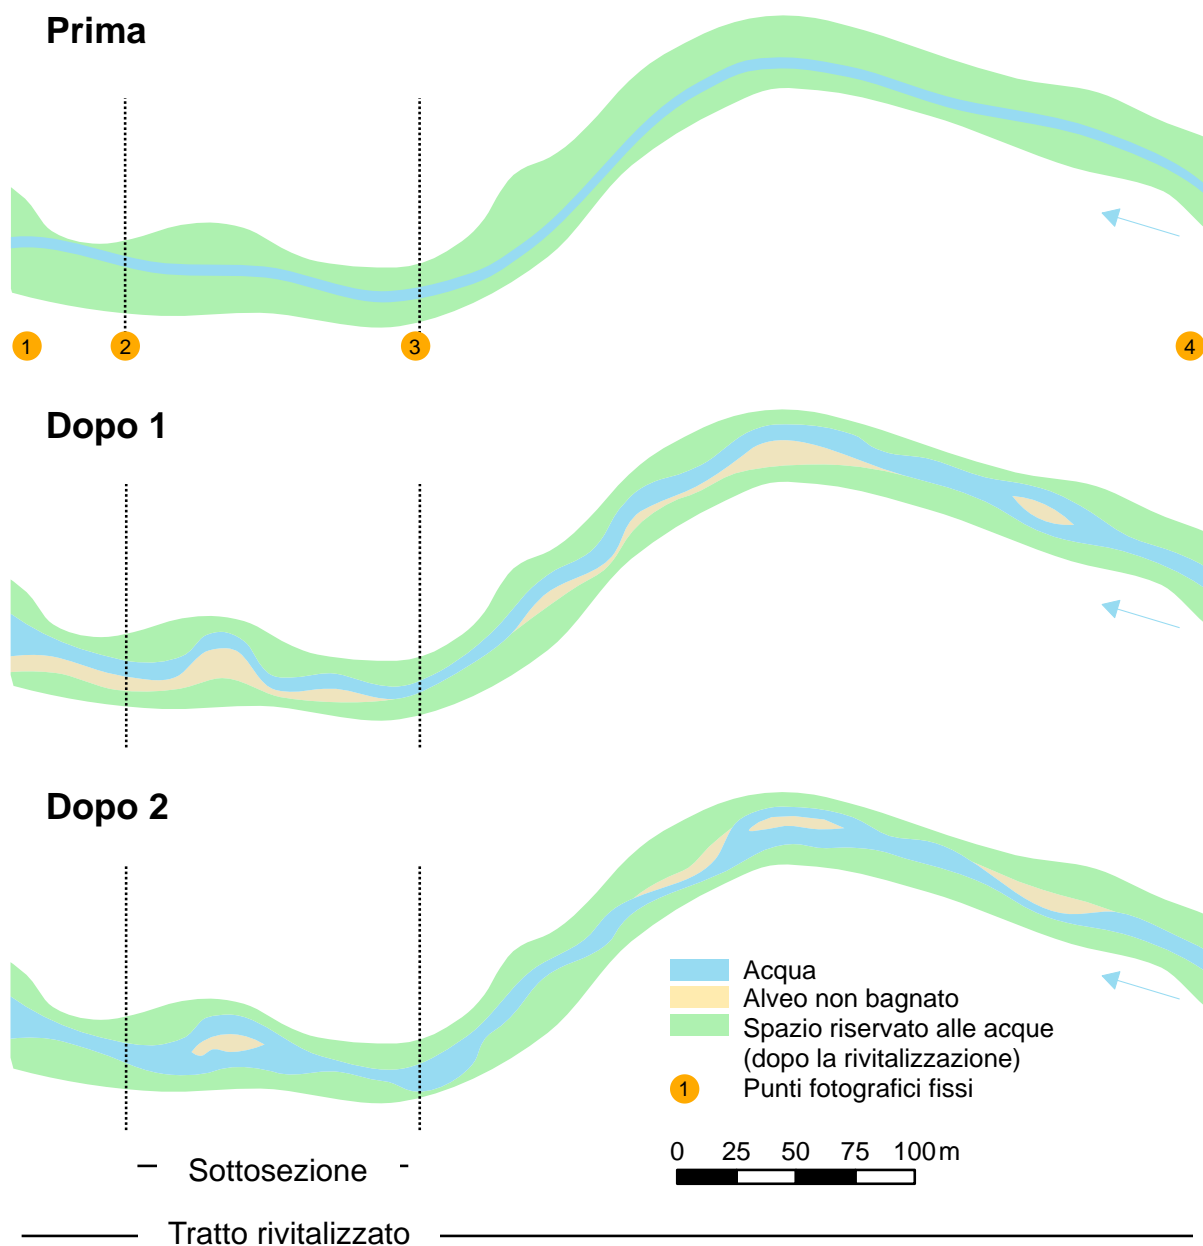 Prima
1 2 3 4
Dopo 1
Dopo 2
Acqua
Alveo non bagnato
Spazio riservato alle acque
(dopo la rivitalizzazione)
1 Punti fotografici fissi
0 25 50 75 100 m
Sottosezione
Tratto rivitalizzato